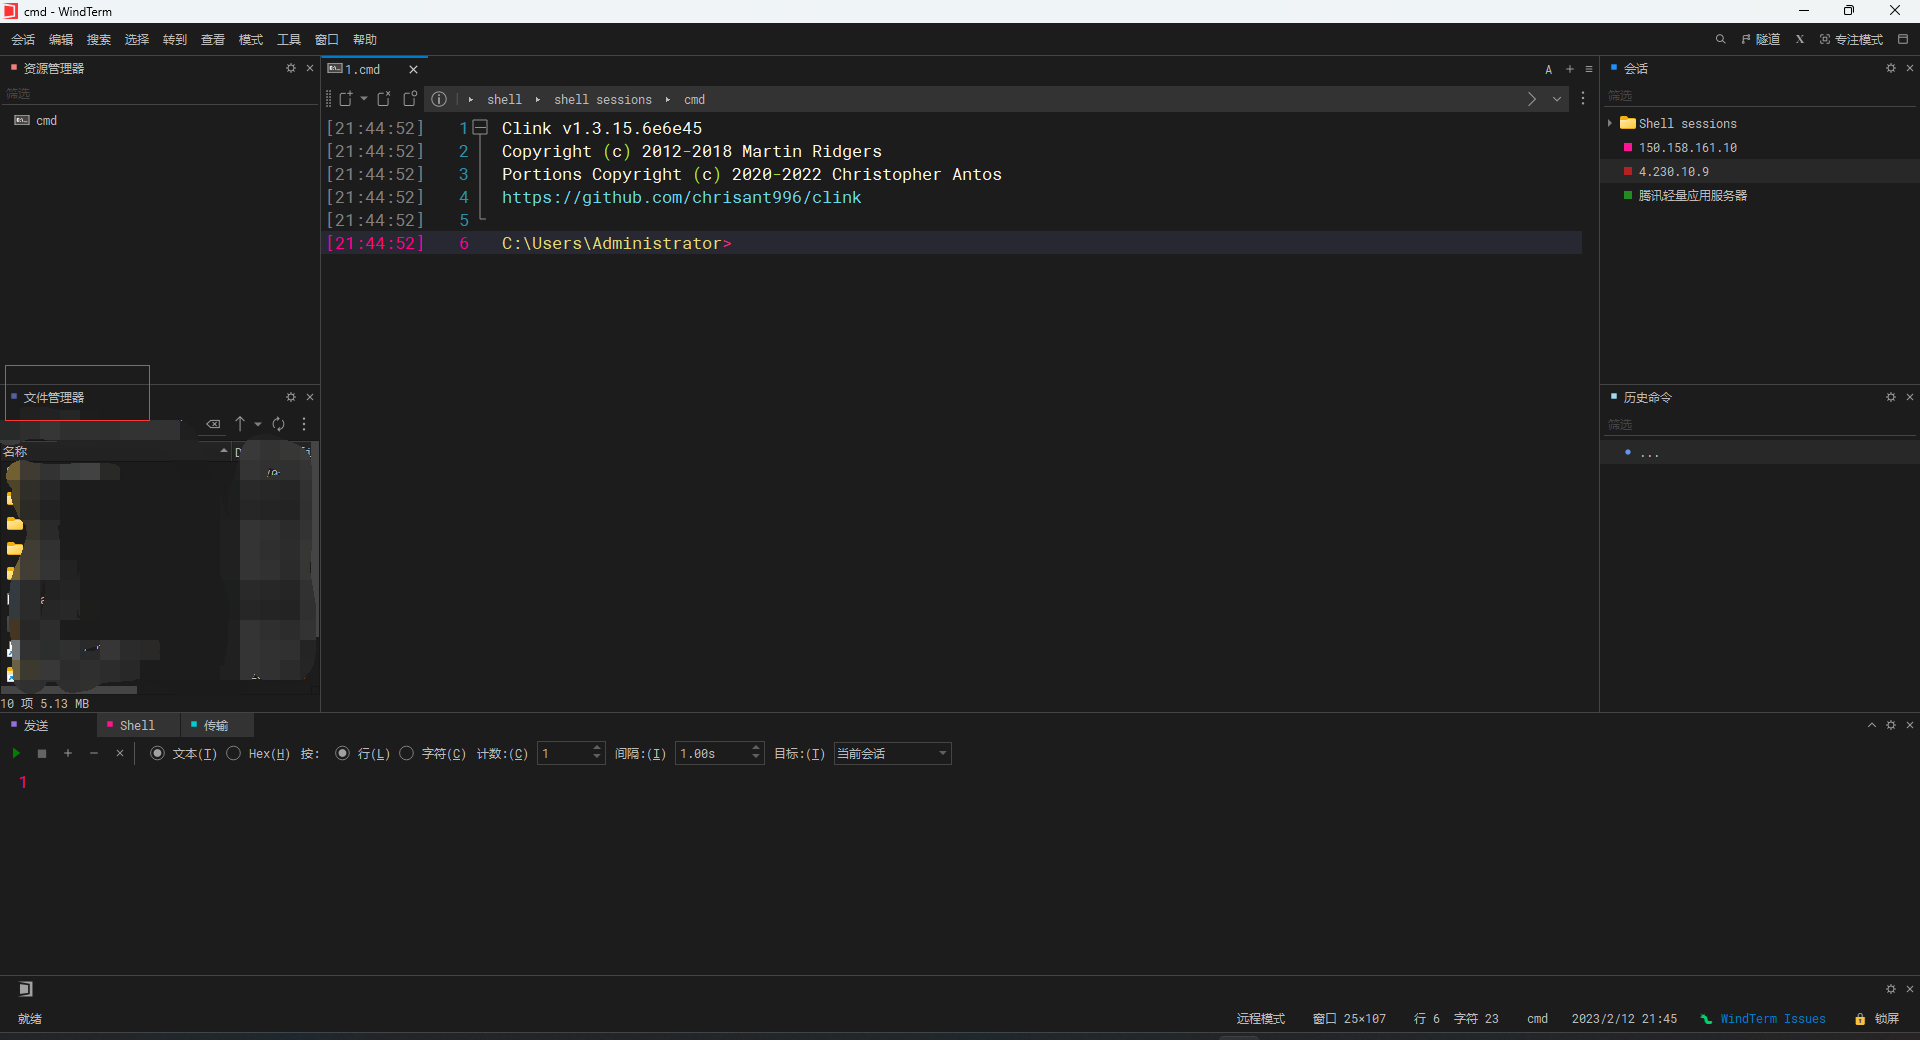 cmd - WindTerm
会话 编辑 搜索 选择 转到 查看 模式 工具 窗口 帮助
隧道 X 专注模式
资源管理器
筛选
cmd
1.cmd
A
shell shell sessions cmd
[21:44:52] 1 Clink v1.3.15.6e6e45
[21:44:52] 2 Copyright (c) 2012-2018 Martin Ridgers
[21:44:52] 3 Portions Copyright (c) 2020-2022 Christopher Antos
[21:44:52] 4 https://github.com/chrisant996/clink
[21:44:52] 5
[21:44:52] 6 C:\Users\Administrator>
会话
筛选
Shell sessions
150.158.161.10
4.230.10.9
腾讯轻量应用服务器
文件管理器
名称
10 项 5.13 MB
历史命令
筛选
...
发送 Shell 传输
文本(T) Hex(H) 按: 行(L) 字符(C) 计数:(C) 1 间隔:(I) 1.00s 目标:(T) 当前会话
1
就绪
远程模式 窗口 25×107 行 6 字符 23 cmd 2023/2/12 21:45 WindTerm Issues 锁屏